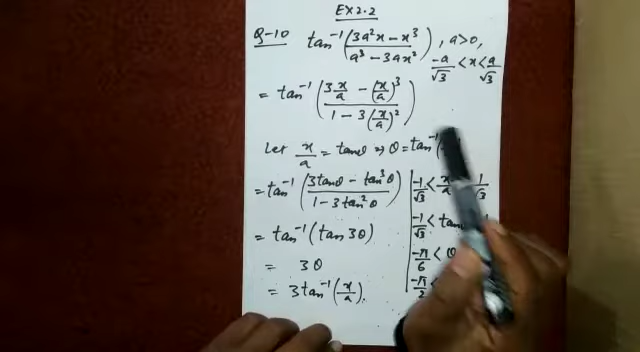 EX 2.2
Q-10 tan⁻¹((3a²x - x³)/(a³ - 3ax²)), a>0, -a/√3 < x < a/√3
= tan⁻¹((3x/a - (x/a)³)/(1 - 3(x/a)²))
Let x/a = tanθ ⇒ θ = tan⁻¹
= tan⁻¹((3tanθ - tan³θ)/(1 - 3tan²θ)) | -1/√3 < x/a 1/√3
= tan⁻¹(tan 3θ) | -1/√3 < tan
= 3θ | -π/6 < θ
= 3tan⁻¹(x/a). | -π/2 <